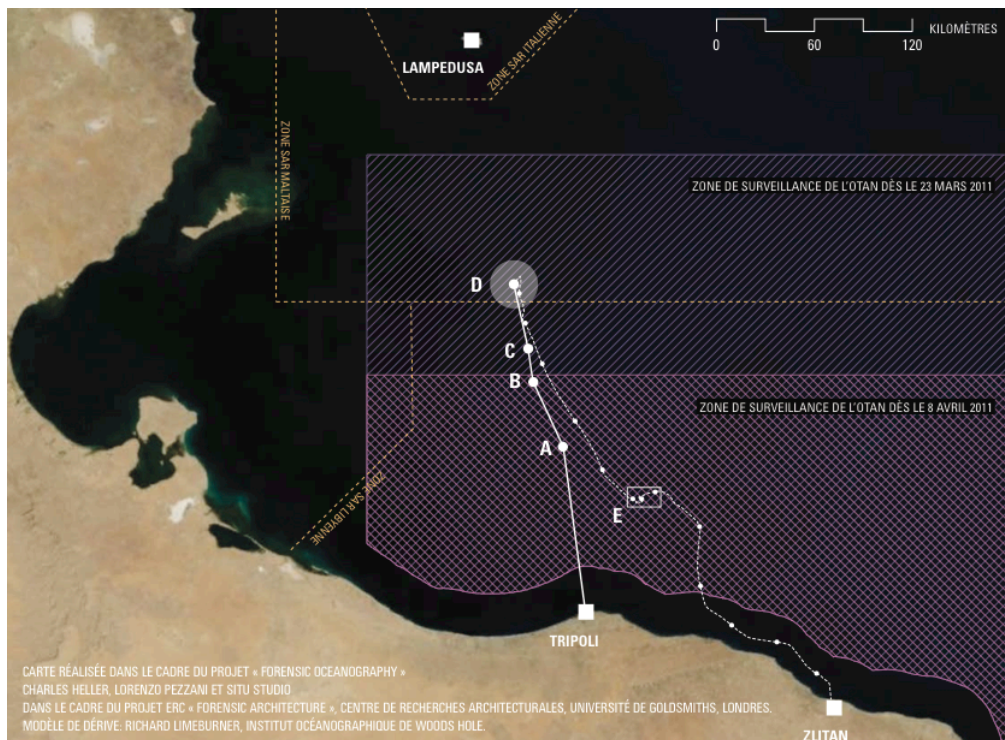 KILOMÈTRES
0 60 120
LAMPEDUSA
ZONE SAR ITALIENNE
ZONE SAR MALTAISE
ZONE DE SURVEILLANCE DE L'OTAN DÈS LE 23 MARS 2011
D
C
B
ZONE DE SURVEILLANCE DE L'OTAN DÈS LE 8 AVRIL 2011
A
ZONE SAR LIBYENNE
E
TRIPOLI
CARTE RÉALISÉE DANS LE CADRE DU PROJET « FORENSIC OCEANOGRAPHY »
CHARLES HELLER, LORENZO PEZZANI ET SITU STUDIO
DANS LE CADRE DU PROJET ERC « FORENSIC ARCHITECTURE », CENTRE DE RECHERCHES ARCHITECTURALES, UNIVERSITÉ DE GOLDSMITHS, LONDRES.
MODÈLE DE DÉRIVE: RICHARD LIMEBURNER, INSTITUT OCÉANOGRAPHIQUE DE WOODS HOLE.
ZLITAN